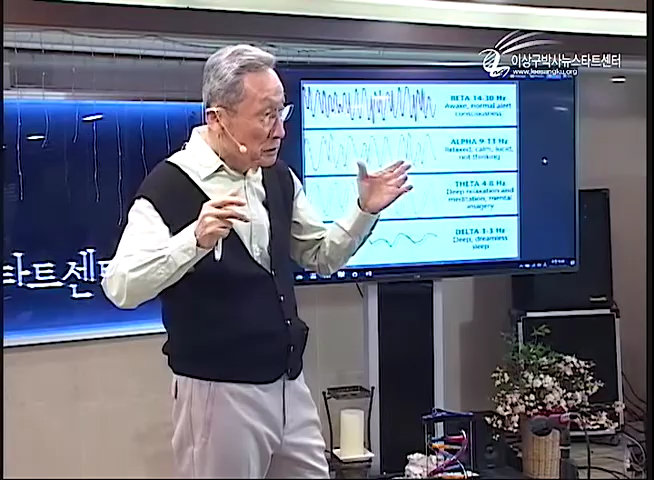 이상구박사뉴스타트센터
www.leesangku.org
BETA 14-30 Hz
Awake, normal alert
consciousness
ALPHA 9-13 Hz
Relaxed, calm, lucid,
not thinking
THETA 4-8 Hz
Deep relaxation and
meditation, mental
imagery
DELTA 1-3 Hz
Deep, dreamless
sleep
스타트센터